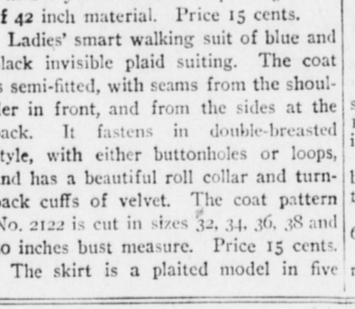 f 42 inch material. Price 15 cents.
Ladies' smart walking suit of blue and
lack invisible plaid suiting. The coat
s semi-fitted, with seams from the shoul-
er in front, and from the sides at the
ack. It fastens in double-breasted
tyle, with either buttonholes or loops,
nd has a beautiful roll collar and turn-
ack cuffs of velvet. The coat pattern
No. 2122 is cut in sizes 32, 34, 36, 38 and
0 inches bust measure. Price 15 cents.
The skirt is a plaited model in five